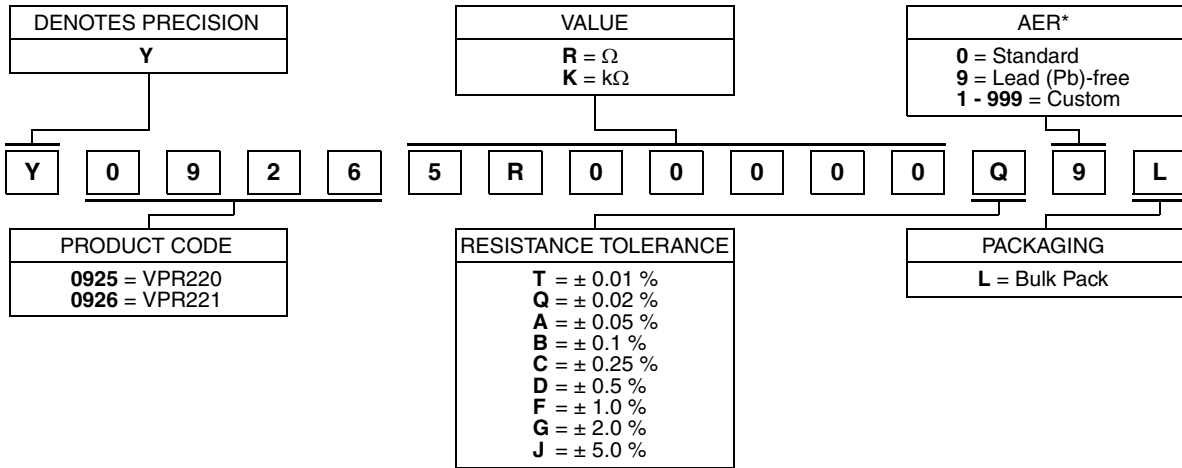 DENOTES PRECISION
Y
VALUE
R = Ω
K = kΩ
AER*
0 = Standard
9 = Lead (Pb)-free
1 - 999 = Custom
Y 0 9 2 6 5 R 0 0 0 0 0 Q 9 L
PRODUCT CODE
0925 = VPR220
0926 = VPR221
RESISTANCE TOLERANCE
T = ± 0.01 %
Q = ± 0.02 %
A = ± 0.05 %
B = ± 0.1 %
C = ± 0.25 %
D = ± 0.5 %
F = ± 1.0 %
G = ± 2.0 %
J = ± 5.0 %
PACKAGING
L = Bulk Pack